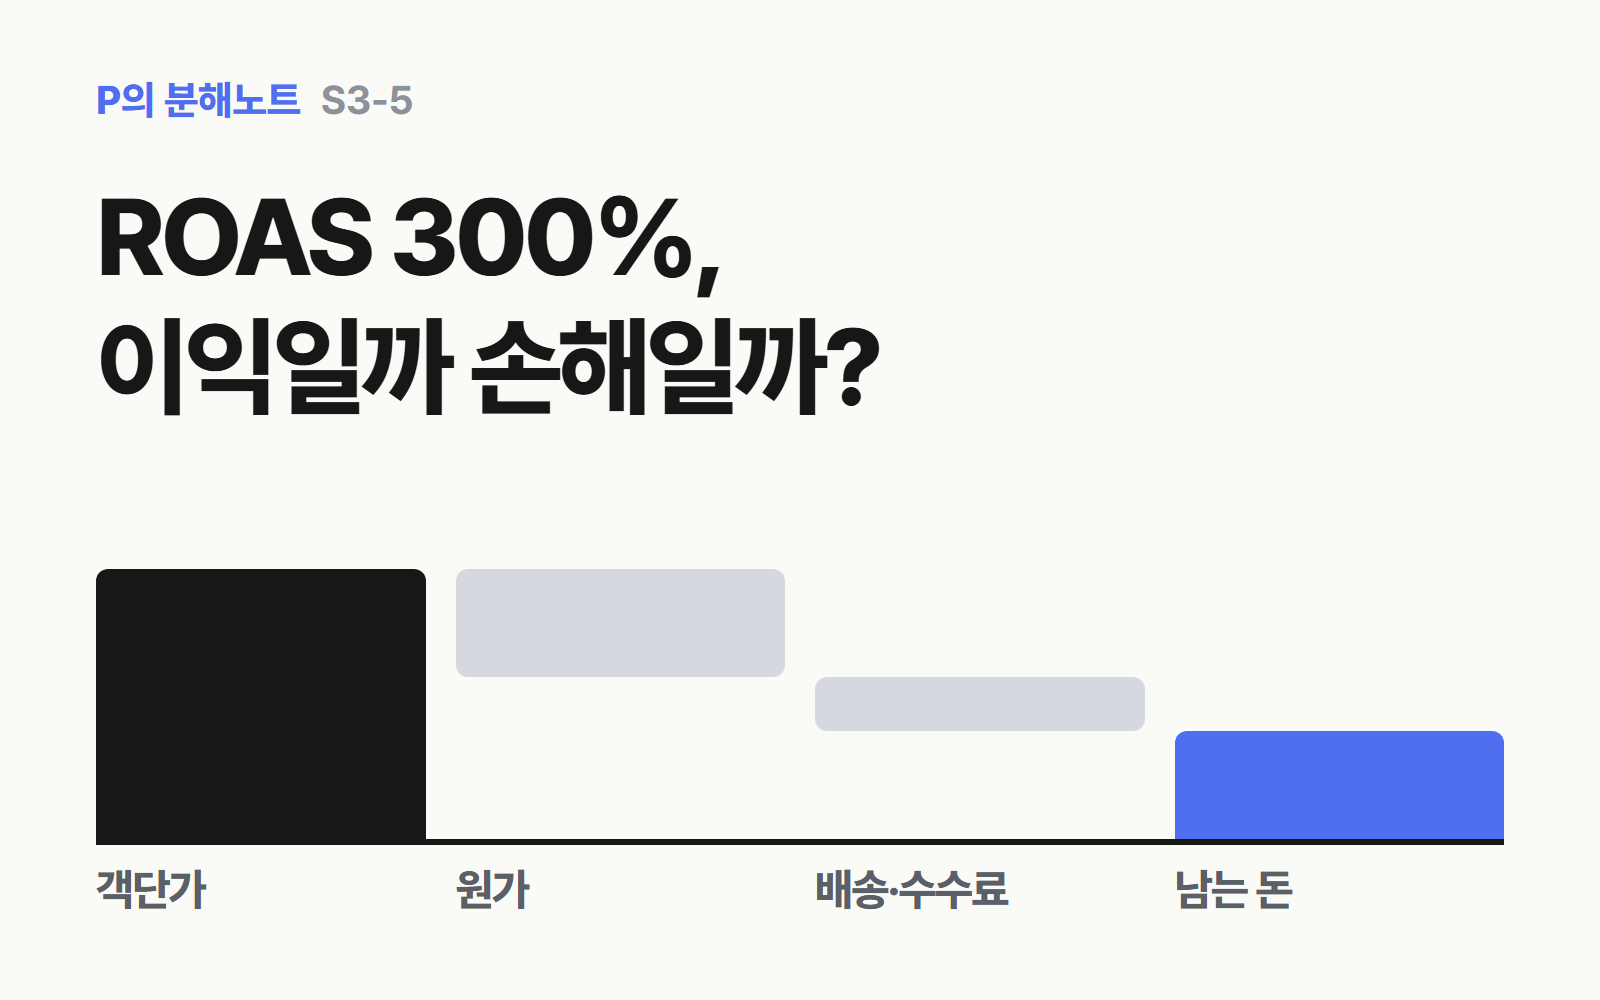 P의 분해노트 S3-5
ROAS 300%,
이익일까 손해일까?
객단가
원가
배송·수수료
남는 돈